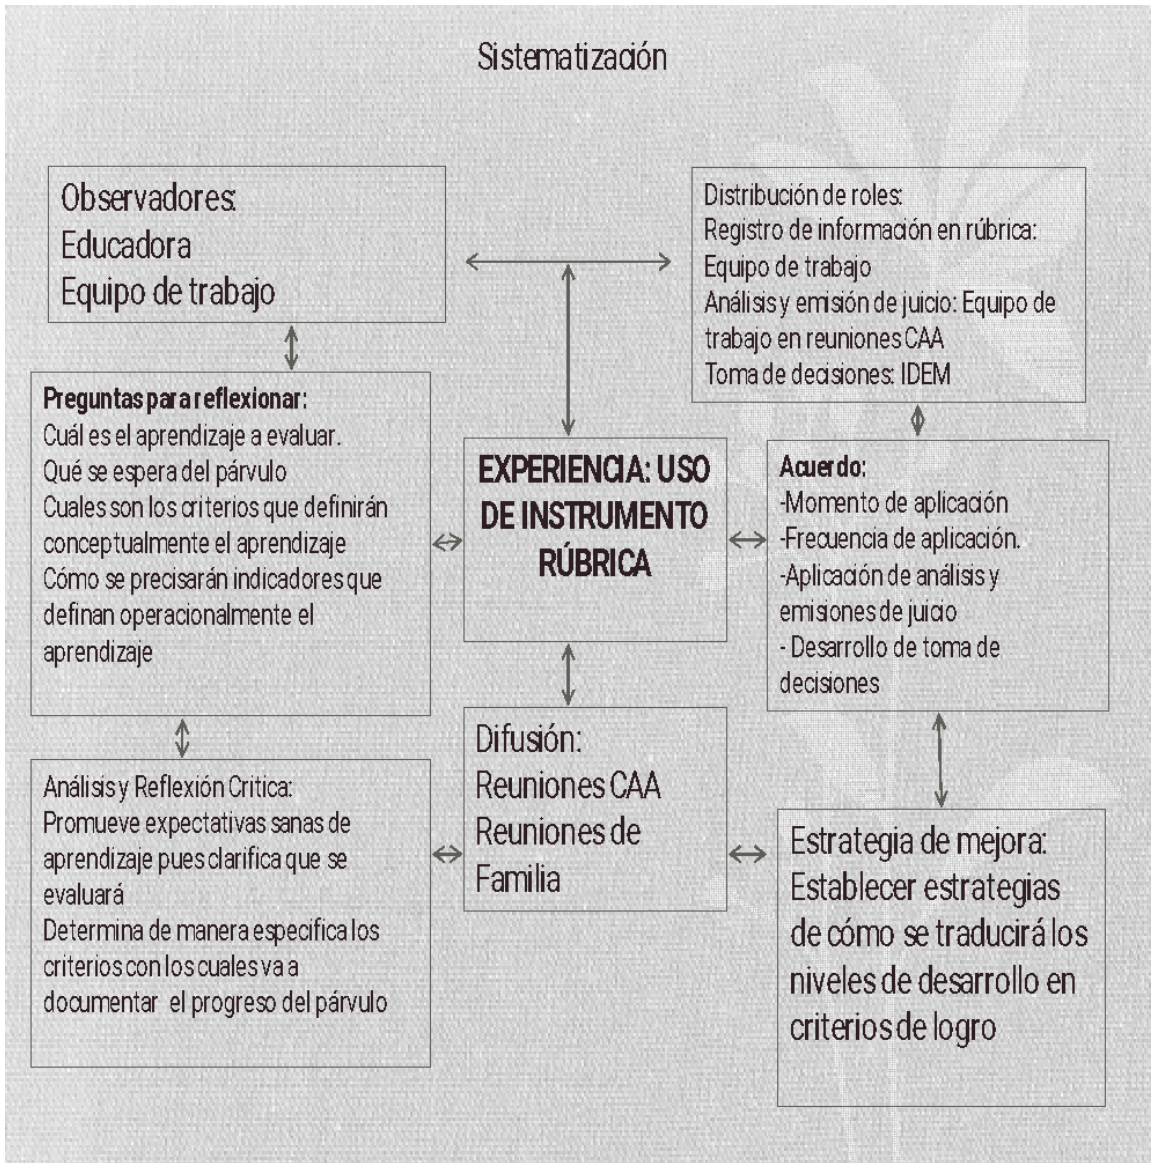 Sistematización
Observadores:
Educadora
Equipo de trabajo
Distribución de roles:
Registro de información en rúbrica:
Equipo de trabajo
Análisis y emisión de juicio: Equipo de
trabajo en reuniones CAA
Toma de decisiones: IDEM
Preguntas para reflexionar:
Cuál es el aprendizaje a evaluar.
Qué se espera del párvulo
Cuales son los criterios que definirán
conceptualmente el aprendizaje
Cómo se precisarán indicadores que
definan operacionalmente el
aprendizaje
EXPERIENCIA: USO
DE INSTRUMENTO
RÚBRICA
Acuerdo:
-Momento de aplicación
-Frecuencia de aplicación.
-Aplicación de análisis y
emisiones de juicio
- Desarrollo de toma de
decisiones
Análisis y Reflexión Critica:
Promueve expectativas sanas de
aprendizaje pues clarifica que se
evaluará
Determina de manera especifica los
criterios con los cuales va a
documentar el progreso del párvulo
Difusión:
Reuniones CAA
Reuniones de
Familia
Estrategia de mejora:
Establecer estrategias
de cómo se traducirá los
niveles de desarrollo en
criterios de logro